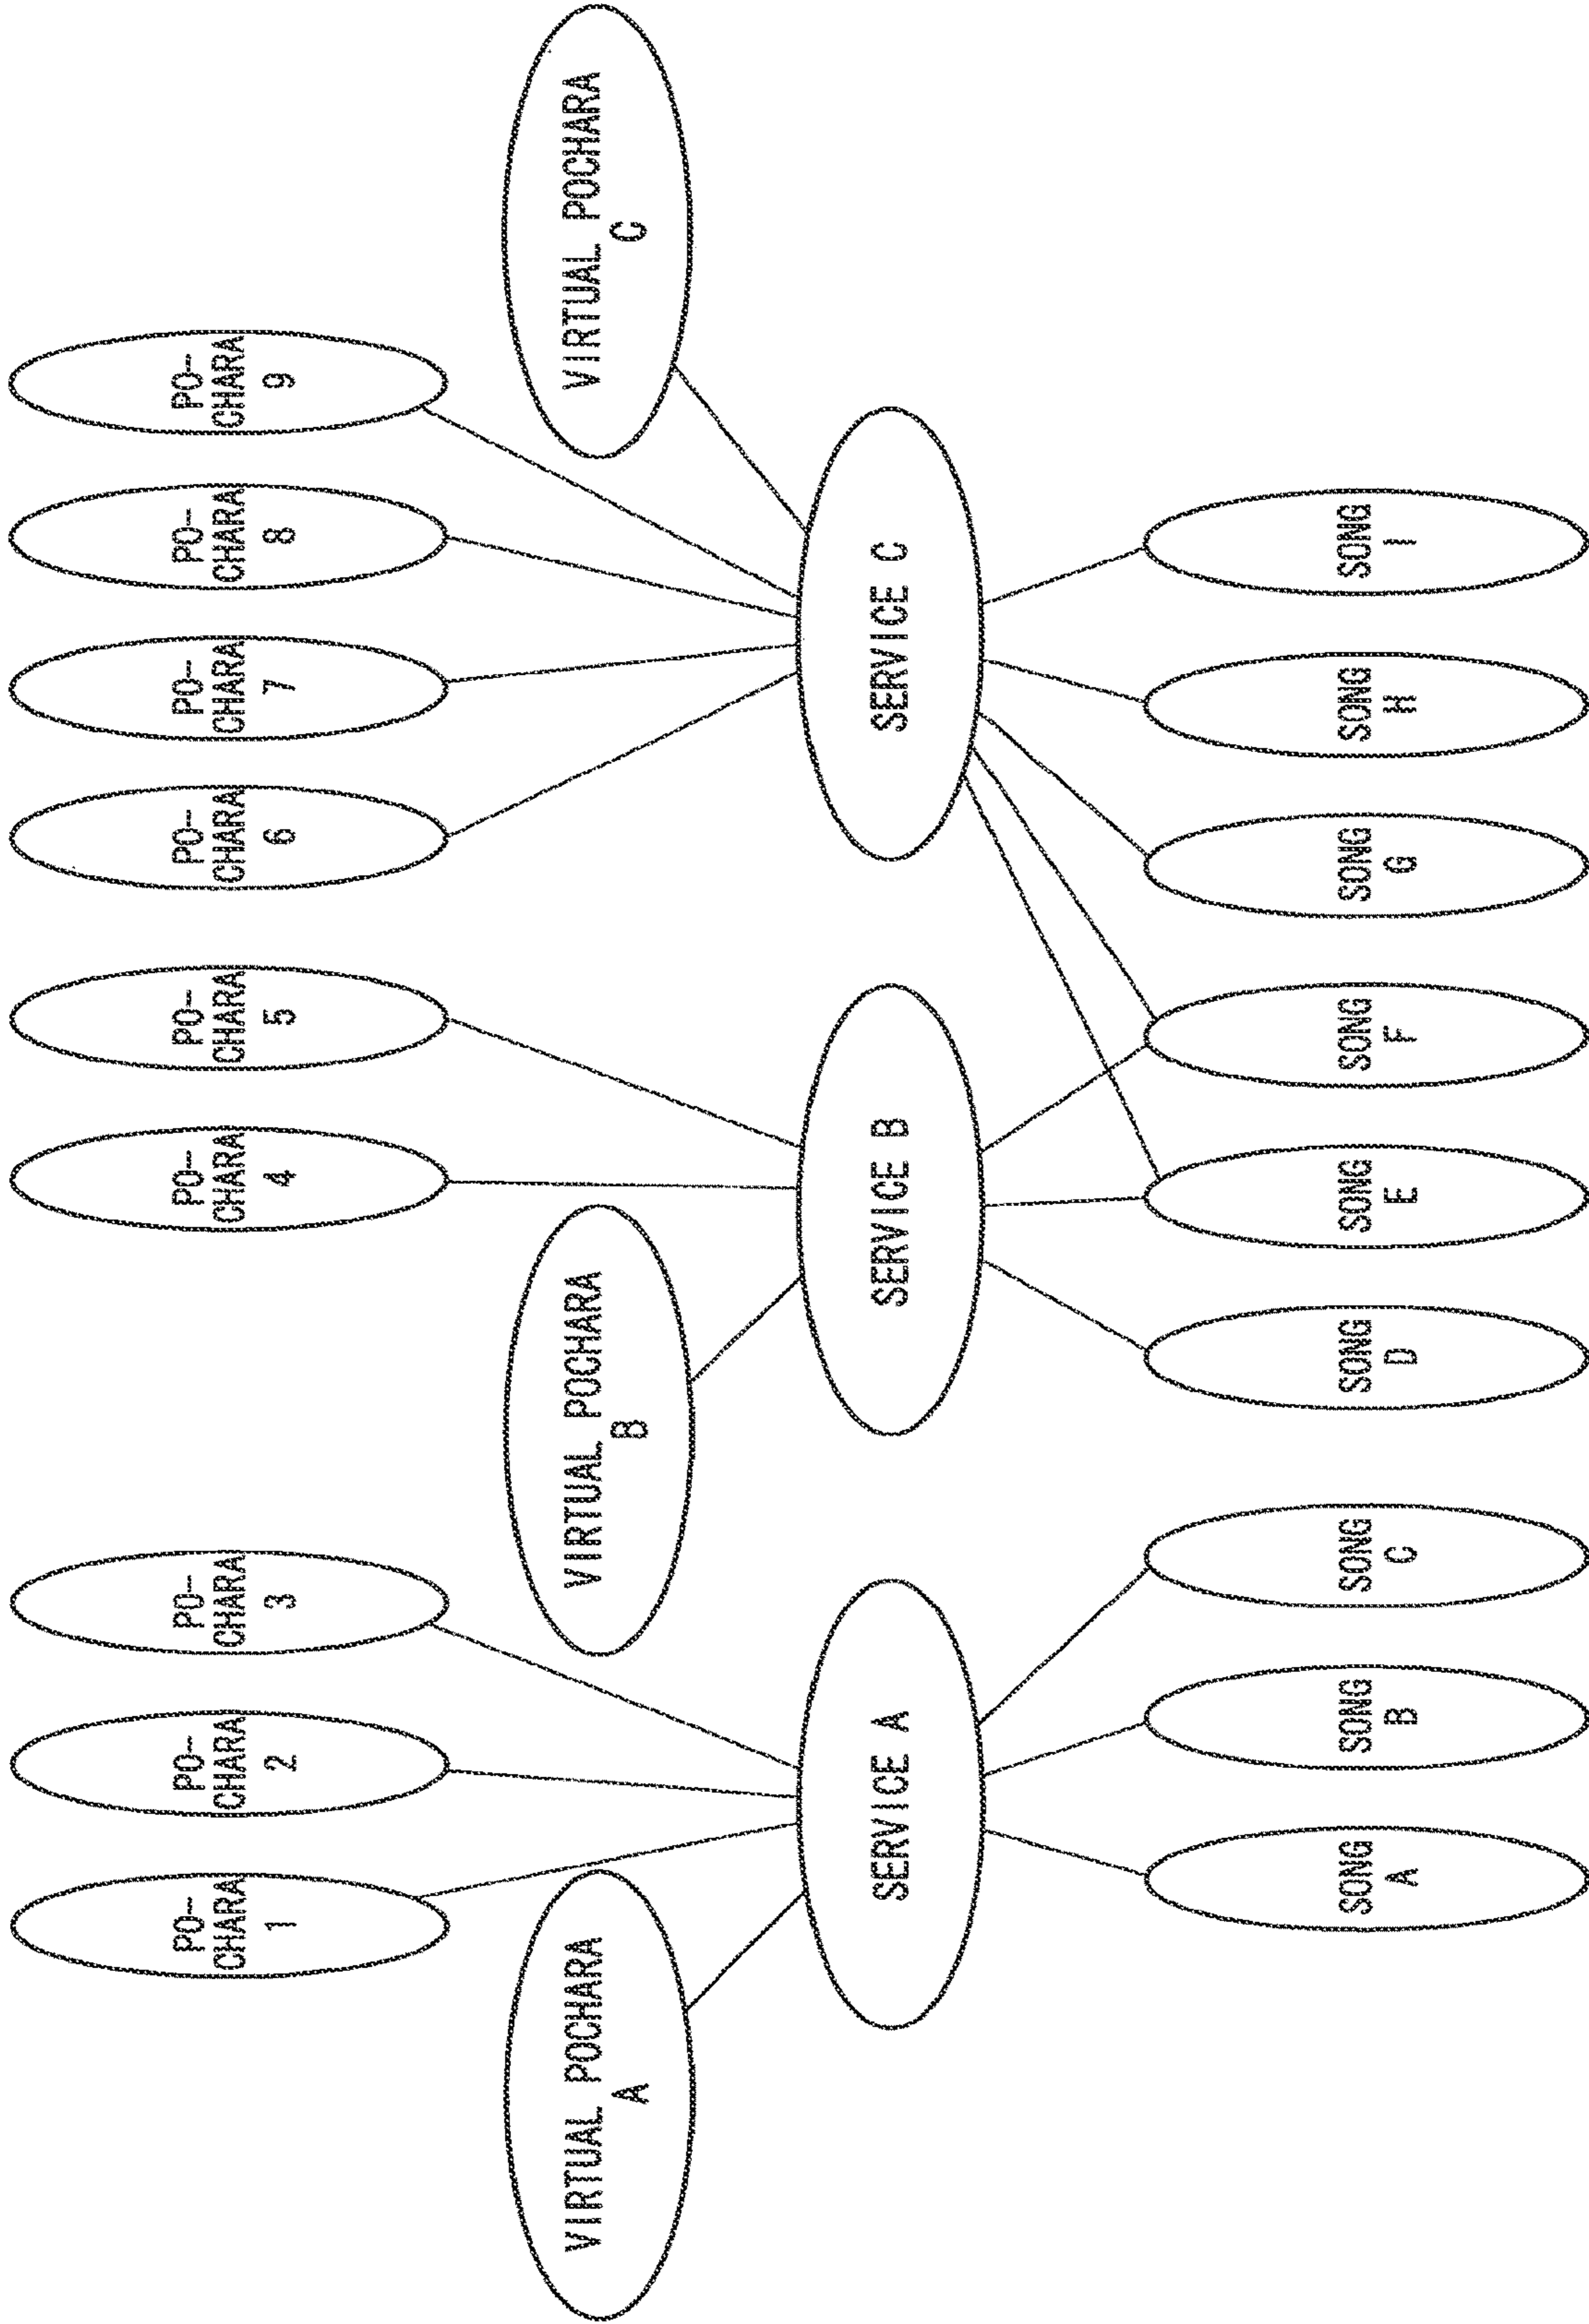 PO-
CHARA
1
PO-
CHARA
2
PO-
CHARA
3
PO-
CHARA
4
PO-
CHARA
5
PO-
CHARA
6
PO-
CHARA
7
PO-
CHARA
8
PO-
CHARA
9
VIRTUAL POCHARA
A
VIRTUAL POCHARA
B
VIRTUAL POCHARA
C
SERVICE A
SERVICE B
SERVICE C
SONG
A
SONG
B
SONG
C
SONG
D
SONG
E
SONG
F
SONG
G
SONG
H
SONG
I